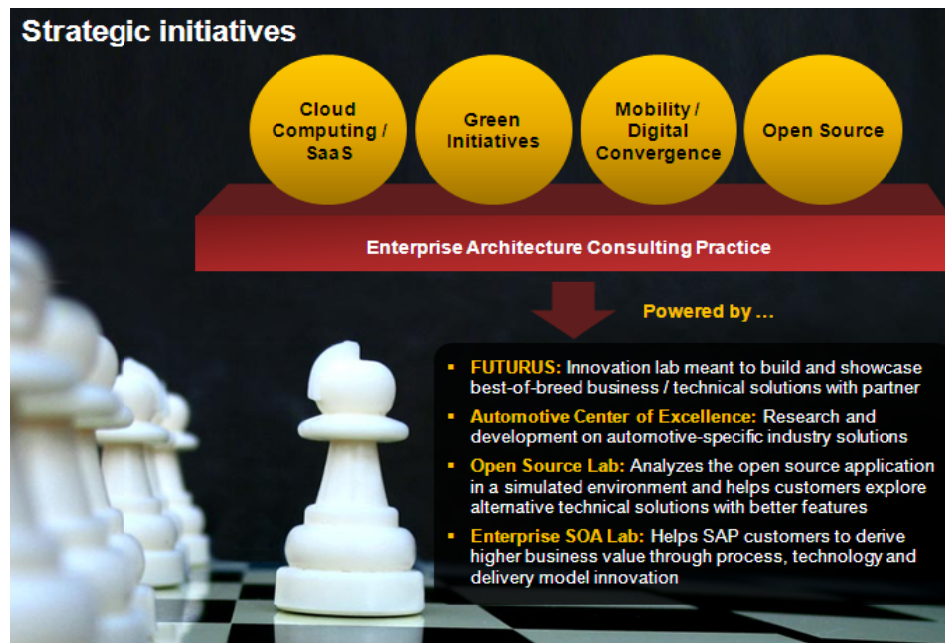 Strategic initiatives
Cloud
Computing /
SaaS
Green
Initiatives
Mobility /
Digital
Convergence
Open Source
Enterprise Architecture Consulting Practice
Powered by ...
▪ FUTURUS: Innovation lab meant to build and showcase
best-of-breed business / technical solutions with partner
▪ Automotive Center of Excellence: Research and
development on automotive-specific industry solutions
▪ Open Source Lab: Analyzes the open source application
in a simulated environment and helps customers explore
alternative technical solutions with better features
▪ Enterprise SOA Lab: Helps SAP customers to derive
higher business value through process, technology and
delivery model innovation